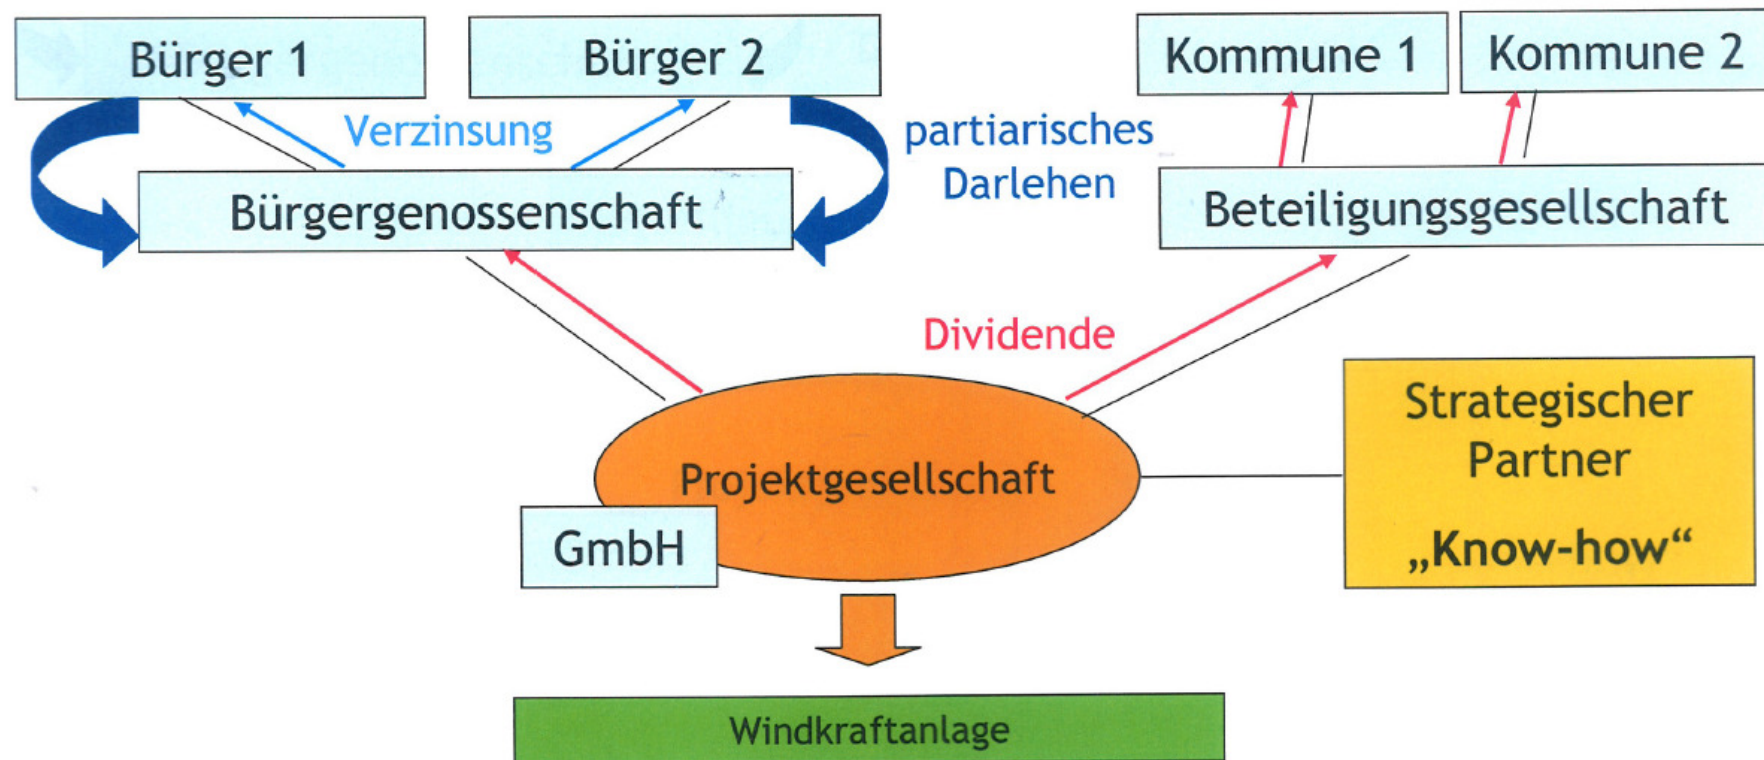 Bürger 1
Bürger 2
Kommune 1
Kommune 2
Verzinsung
partiarisches
Darlehen
Bürgergenossenschaft
Beteiligungsgesellschaft
Dividende
Strategischer
Partner
„Know-how“
Projektgesellschaft
GmbH
Windkraftanlage